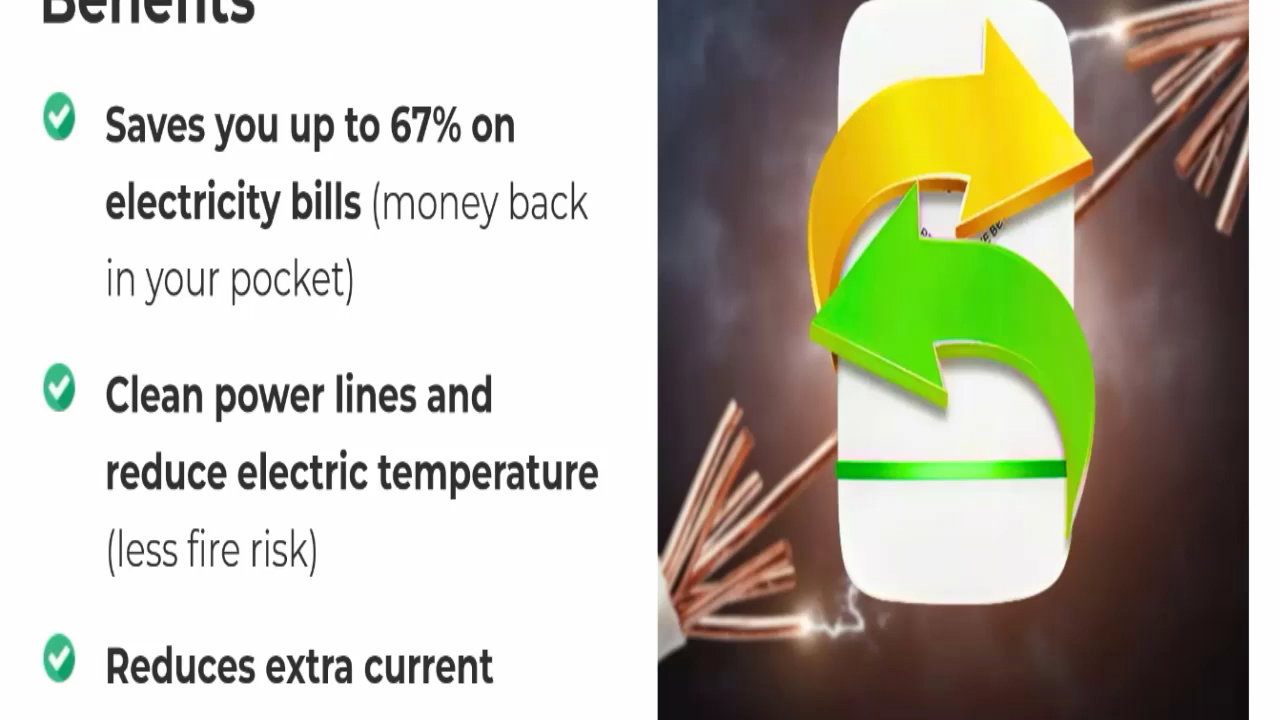 Benefits
Saves you up to 67% on
electricity bills (money back
in your pocket)
Clean power lines and
reduce electric temperature
(less fire risk)
Reduces extra current